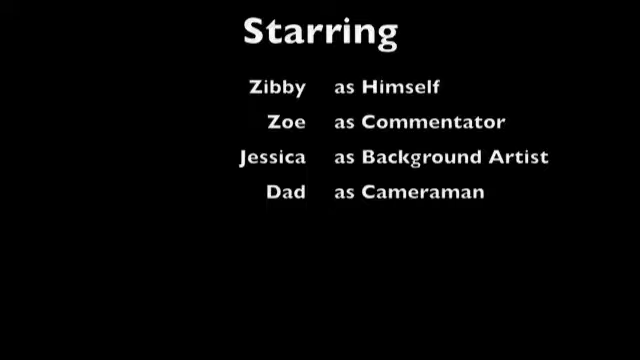 Starring
Zibby as Himself
Zoe as Commentator
Jessica as Background Artist
Dad as Cameraman